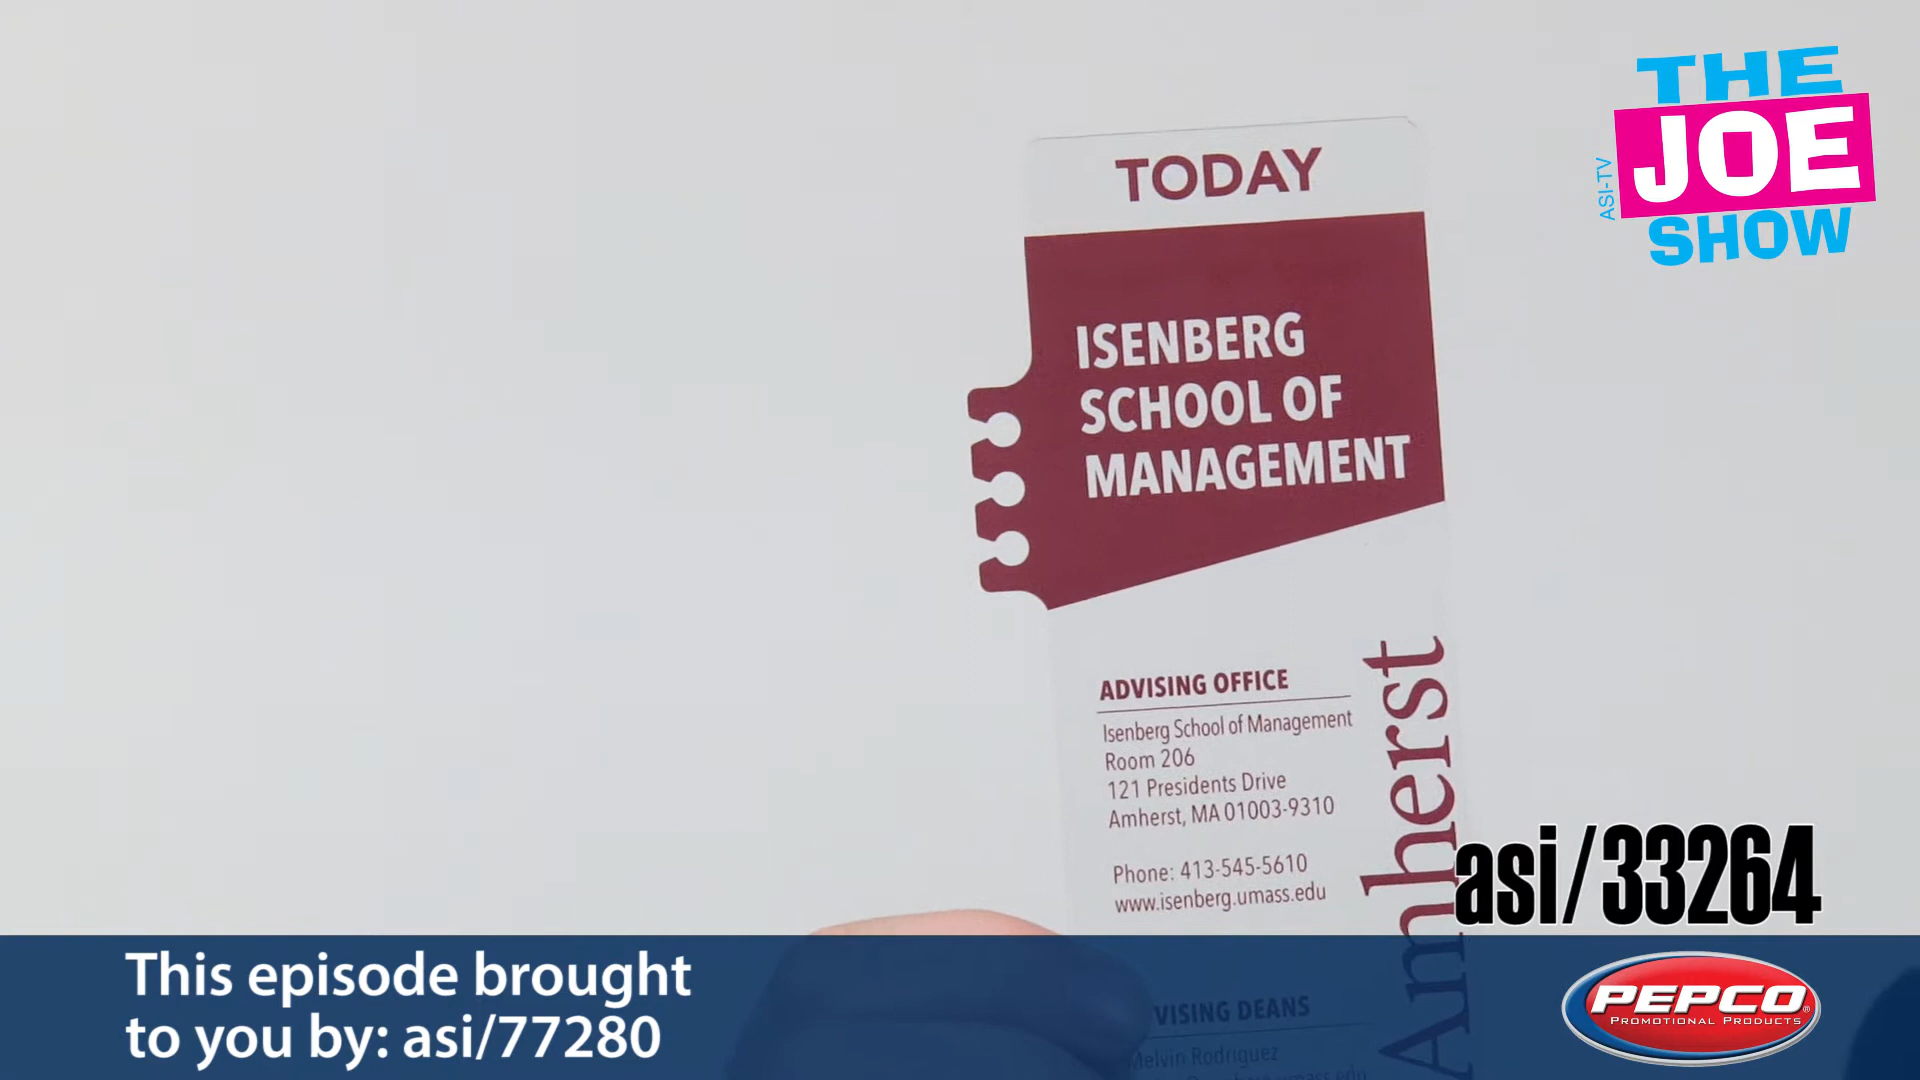 THE
JOE
SHOW
ASI-TV
TODAY
ISENBERG
SCHOOL OF
MANAGEMENT
ADVISING OFFICE
Isenberg School of Management
Room 206
121 Presidents Drive
Amherst, MA 01003-9310
Phone: 413-545-5610
www.isenberg.umass.edu
Amherst
asi/33264
VISING DEANS
Melvin Rodriguez
This episode brought
to you by: asi/77280
PEPCO®
PROMOTIONAL PRODUCTS